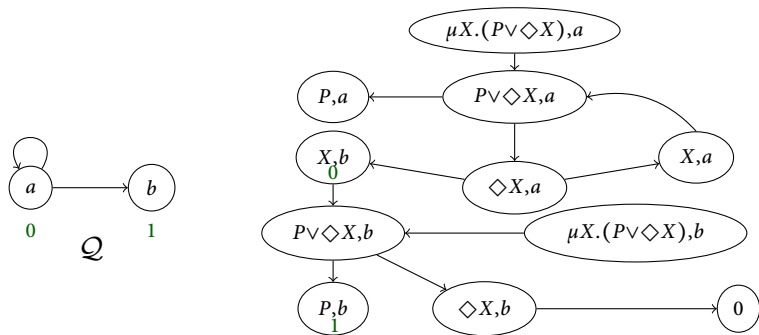 μX.(P∨◇X),a
P,a
P∨◇X,a
X,b
0
◇X,a
X,a
a
b
0
1
𝒬
P∨◇X,b
μX.(P∨◇X),b
P,b
1
◇X,b
0